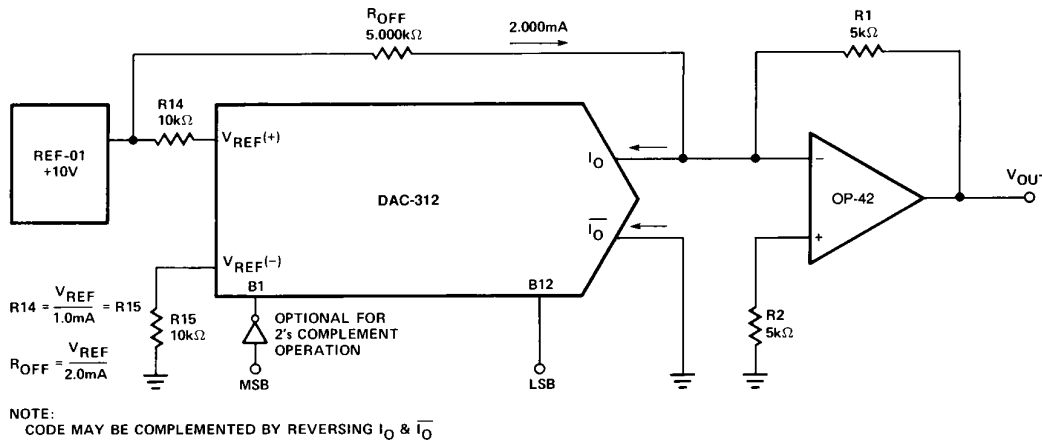 ROFF
5.000kΩ
2.000mA
R1
5kΩ
REF-01
+10V
R14
10kΩ
VREF(+)
DAC-312
IO
IO
VREF(-)
B1
B12
−
OP-42
+
VOUT
R14 = VREF/1.0mA = R15
R15
10kΩ
OPTIONAL FOR
2's COMPLEMENT
OPERATION
R2
5kΩ
ROFF = VREF/2.0mA
MSB
LSB
NOTE:
CODE MAY BE COMPLEMENTED BY REVERSING IO & I̅O̅